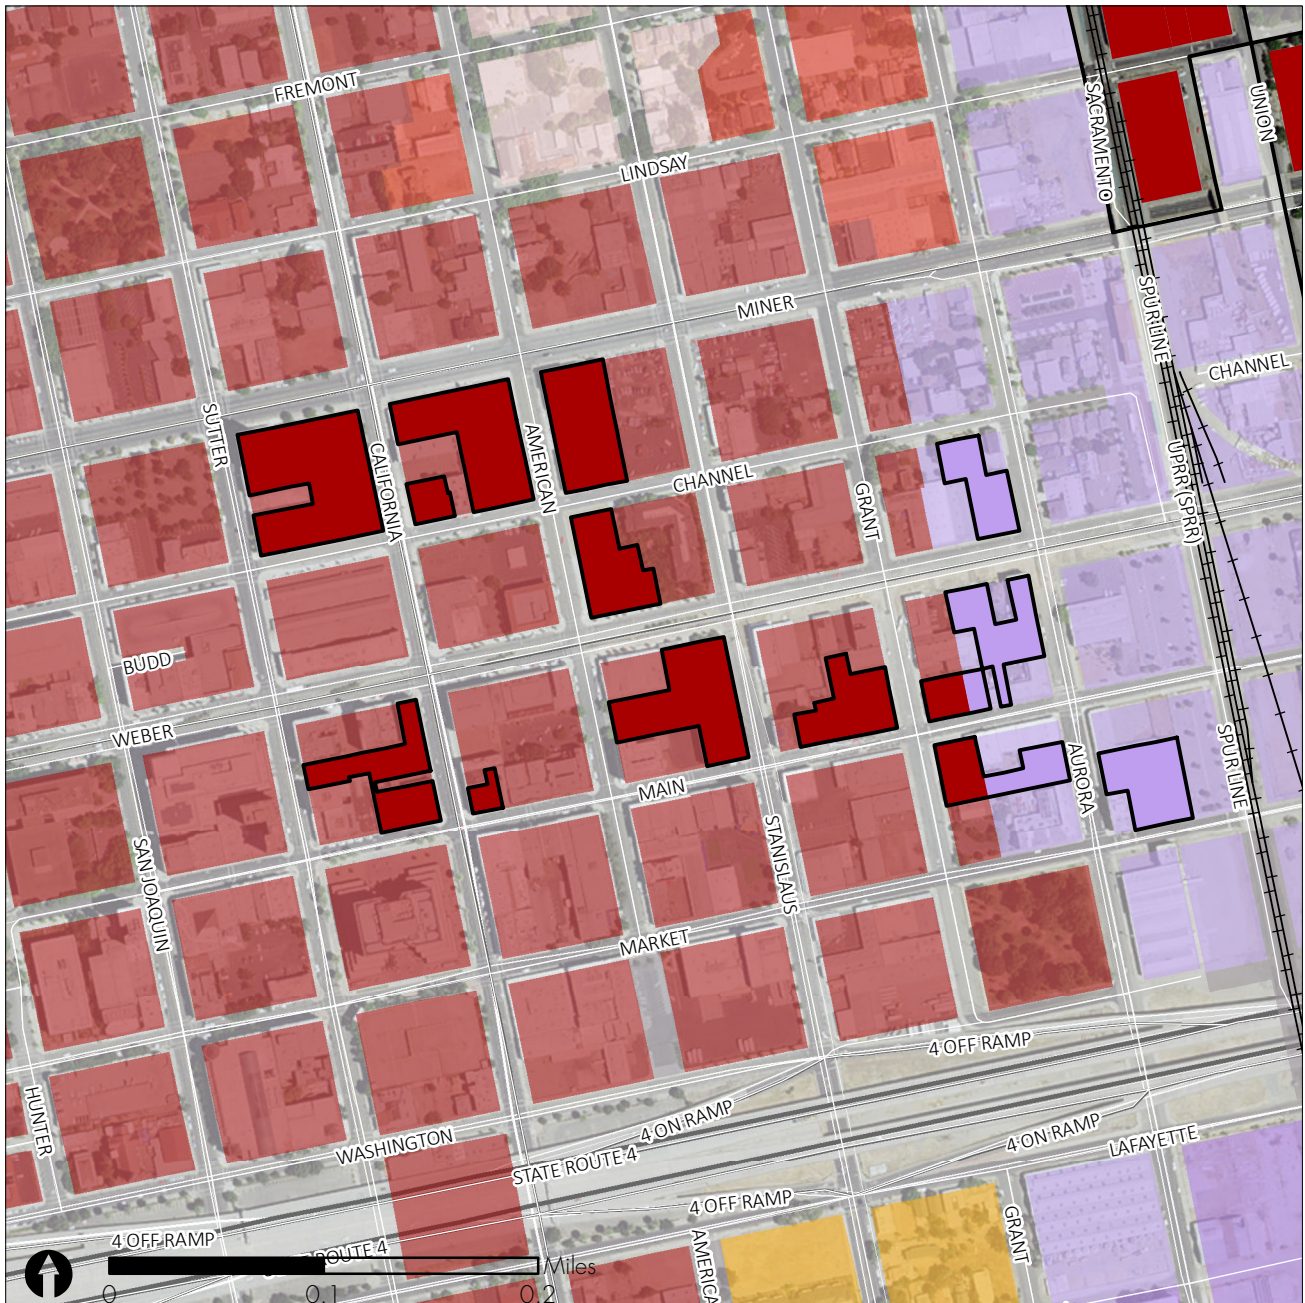 FREMONT
SACRAMENTO
UNION
LINDSAY
MINER
SPUR LINE
CHANNEL
SUTTER
CALIFORNIA
AMERICAN
CHANNEL
GRANT
UPRR (SPRR)
BUDD
WEBER
MAIN
AURORA
SPUR LINE
SAN JOAQUIN
STANISLAUS
MARKET
4 OFF RAMP
HUNTER
4 ON RAMP
4 ON RAMP
WASHINGTON
LAFAYETTE
STATE ROUTE 4
4 OFF RAMP
GRANT
4 OFF RAMP
ROUTE 4
AMERICA
Miles
0 0.1 0.2